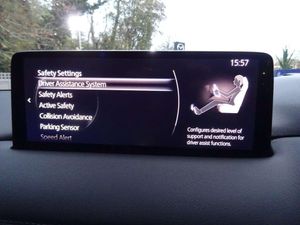 15:57
Safety Settings
Driver Assistance System
Safety Alerts
Active Safety
Collision Avoidance
Parking Sensor
Speed Alert
Configures desired level of
support and notification for
driver assist functions.